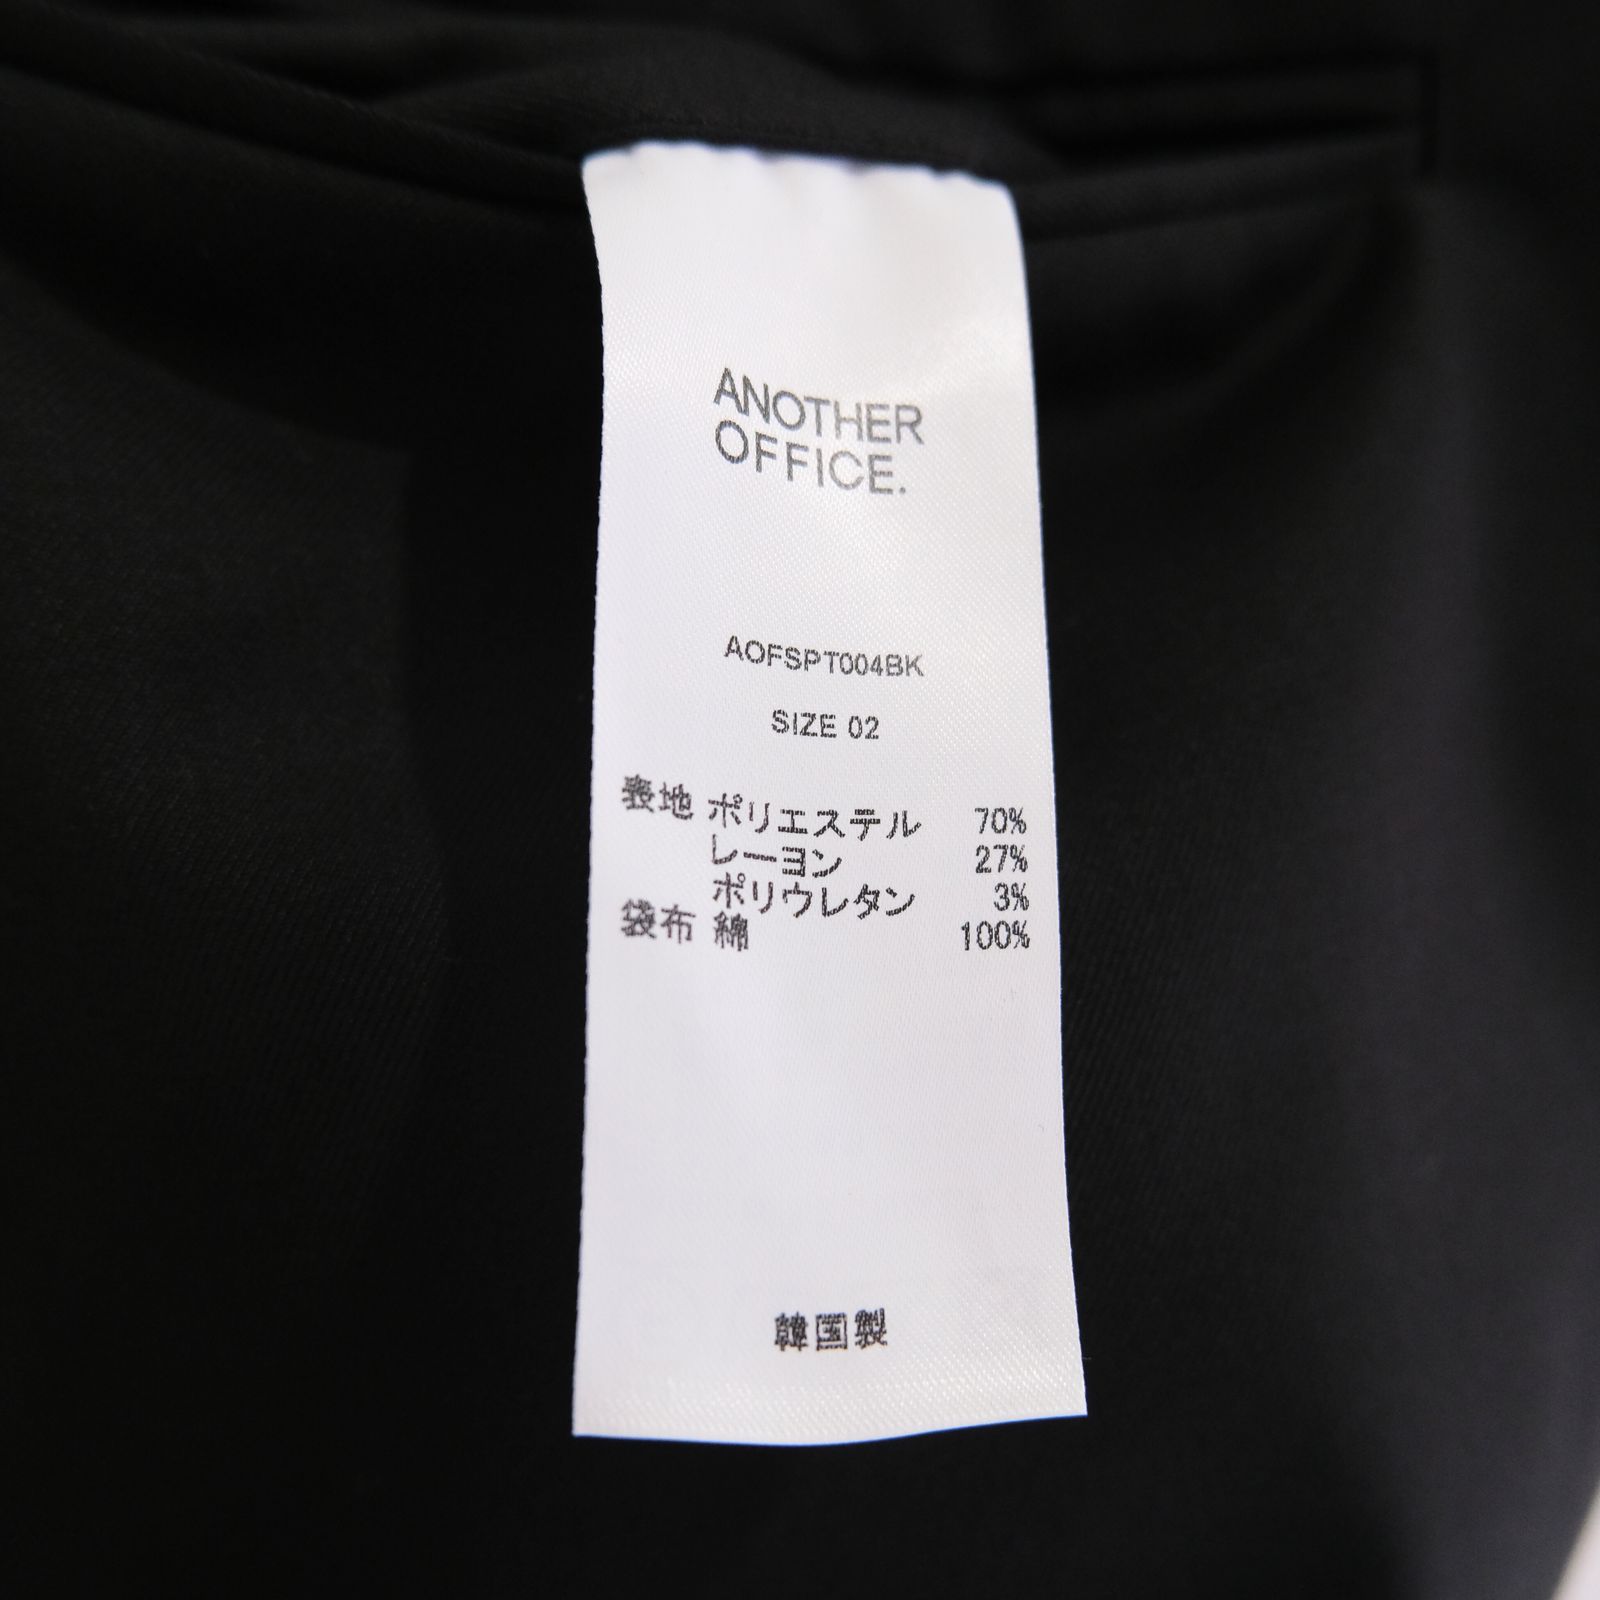 ANOTHER
OFFICE.
AOFSPT004BK
SIZE 02
表地 ポリエステル 70%
レーヨン 27%
ポリウレタン 3%
袋布 綿 100%
韓国製